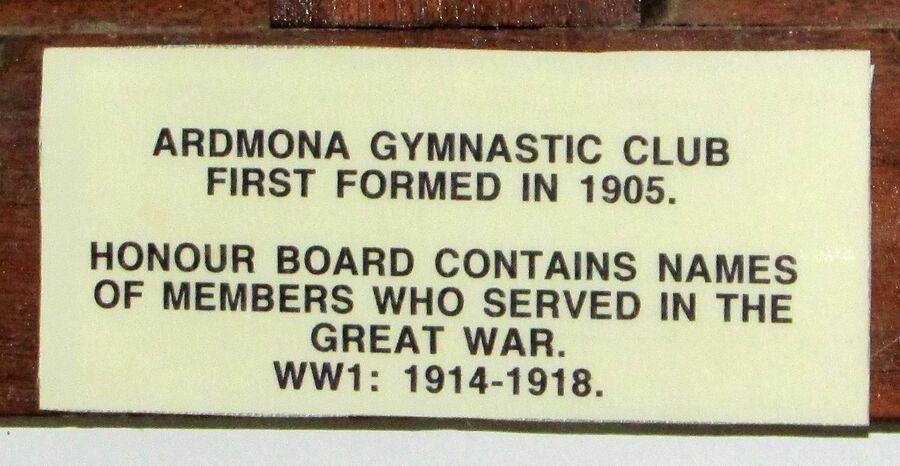 ARDMONA GYMNASTIC CLUB
FIRST FORMED IN 1905.
HONOUR BOARD CONTAINS NAMES
OF MEMBERS WHO SERVED IN THE
GREAT WAR.
WW1: 1914-1918.